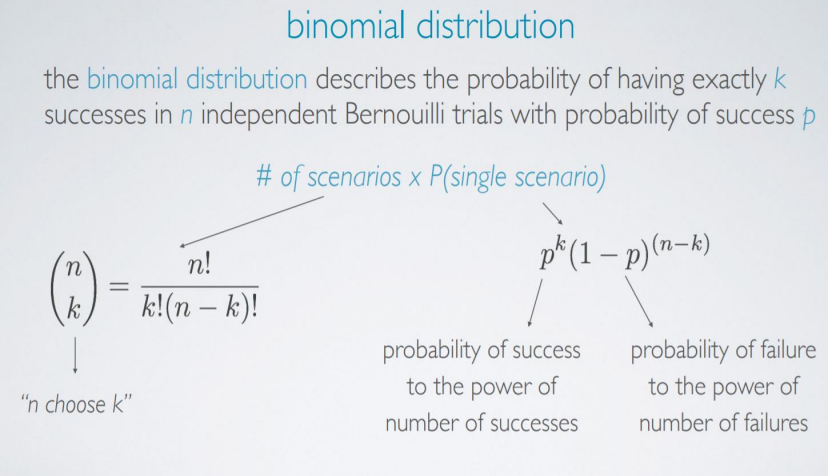 binomial distribution
the binomial distribution describes the probability of having exactly k
successes in n independent Bernouilli trials with probability of success p
# of scenarios x P(single scenario)
(n k) = n! / k!(n − k)!
p^k(1 − p)^(n−k)
"n choose k"
probability of success
to the power of
number of successes
probability of failure
to the power of
number of failures